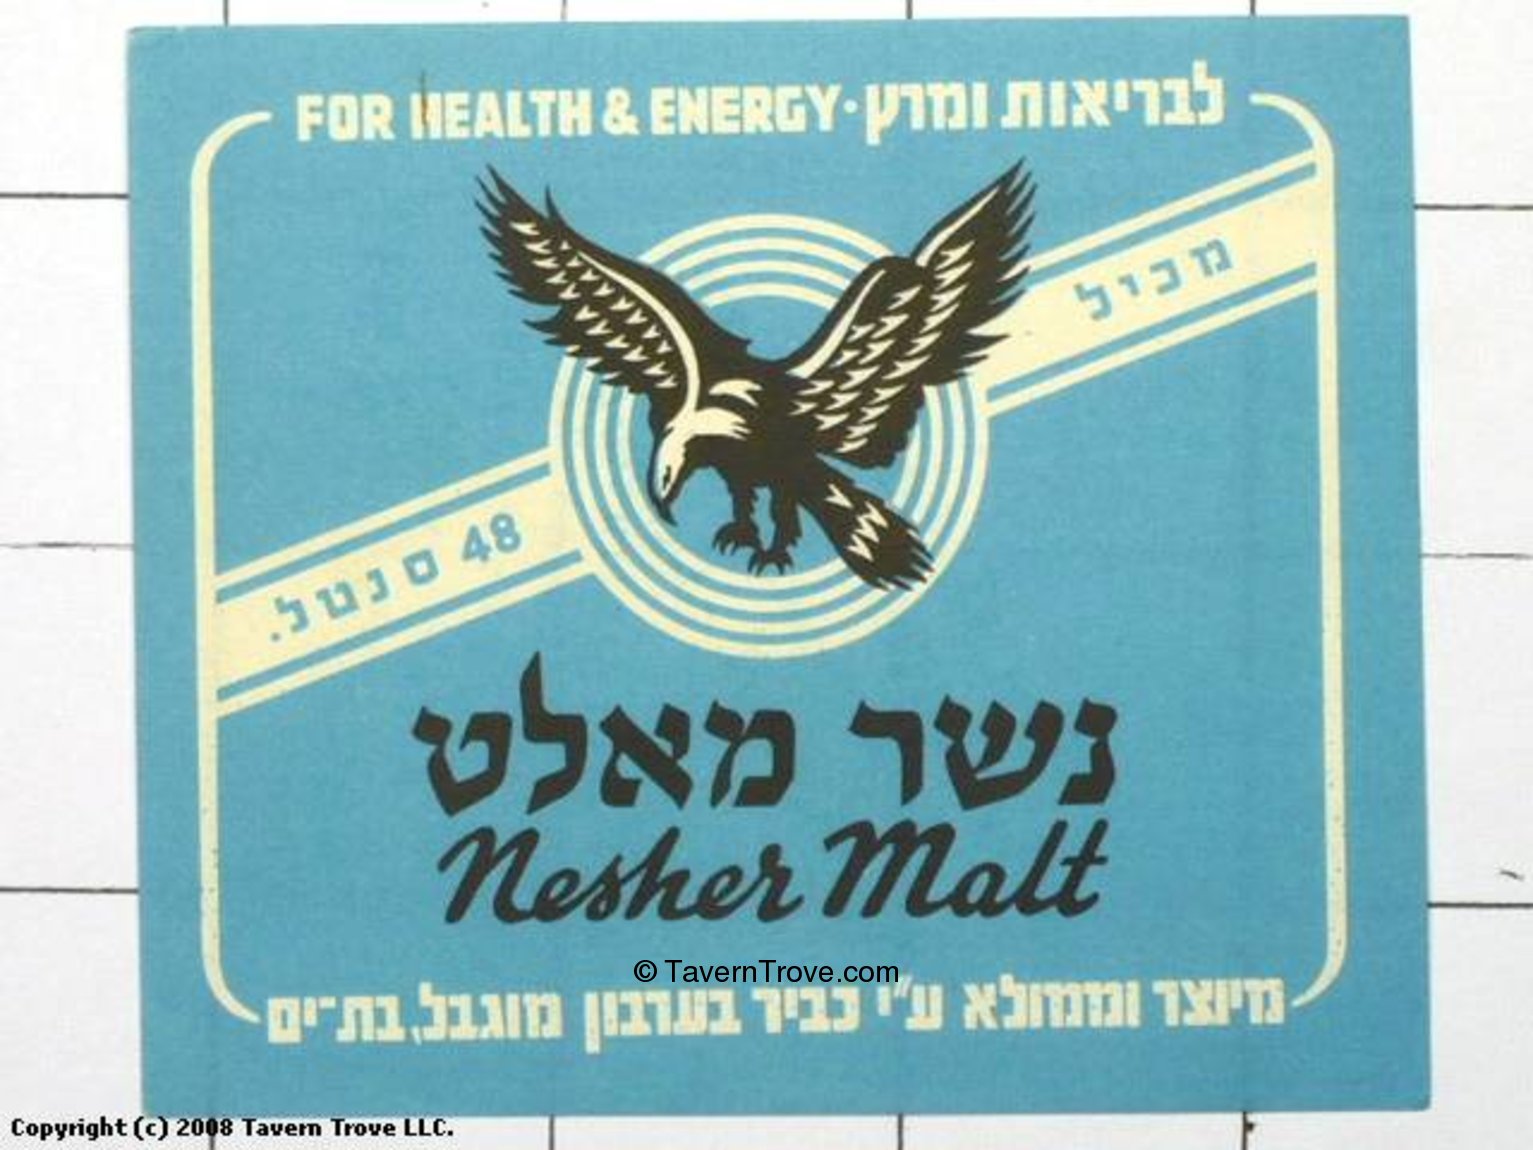 FOR HEALTH & ENERGY · לבריאות ומרץ
מכיל
48 סנטל.
נשר מאלט
Nesher Malt
© TavernTrove.com
מיוצר וממולא ע"י כביר בערבון מוגבל, בת-ים
Copyright (c) 2008 Tavern Trove LLC.